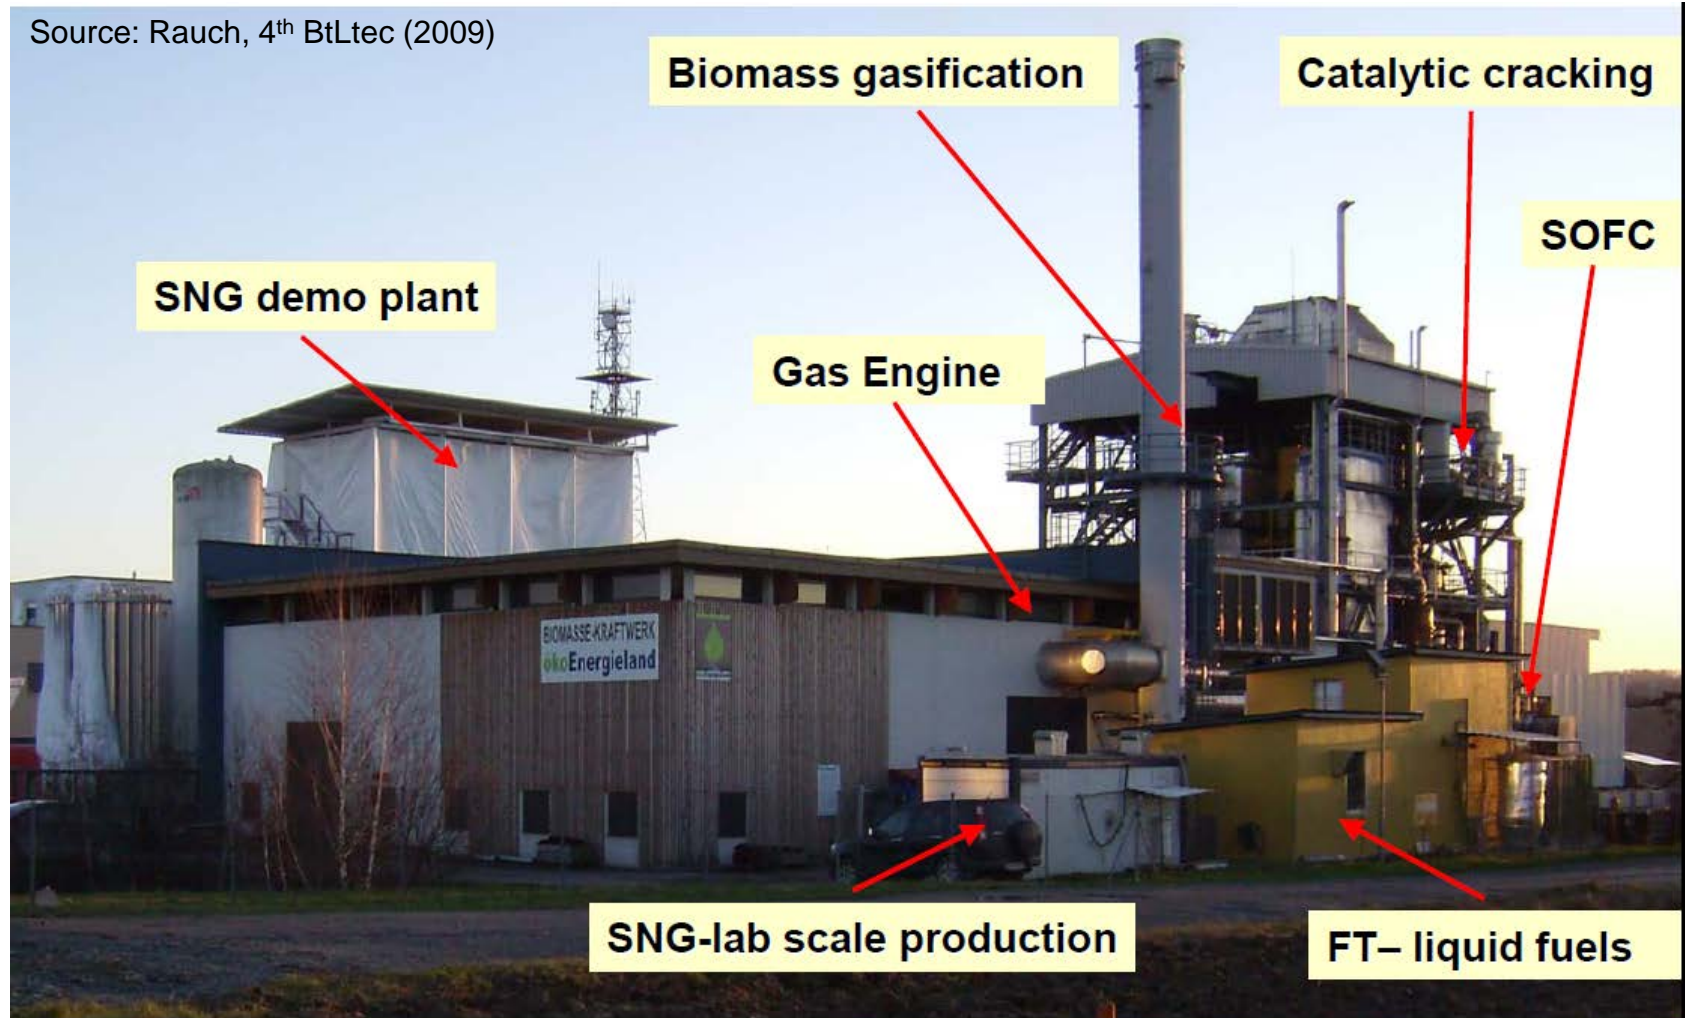 Source: Rauch, 4th BtLtec (2009)
Biomass gasification
Catalytic cracking
SOFC
SNG demo plant
Gas Engine
BIOMASSE-KRAFTWERK
ökoEnergieland
SNG-lab scale production
FT– liquid fuels